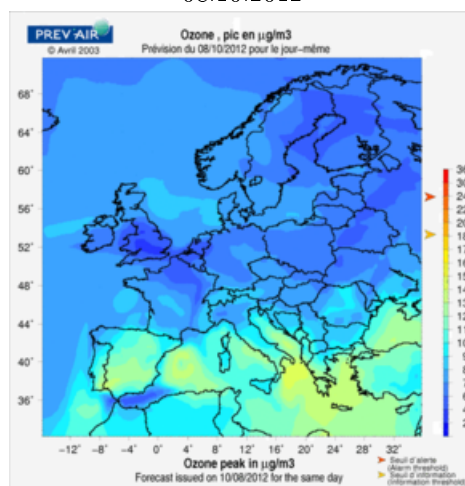 PREV'AIR
© Avril 2003
Ozone , pic en µg/m3
Prévision du 08/10/2012 pour le jour-même
68°
64°
60°
56°
52°
48°
44°
40°
36°
-12° -8° -4° 0° 4° 8° 12° 16° 20° 24° 28° 32°
Ozone peak in µg/m3
Forecast issued on 10/08/2012 for the same day
Seuil d'alerte
(Alarm threshold)
Seuil d'information
(Information threshold)